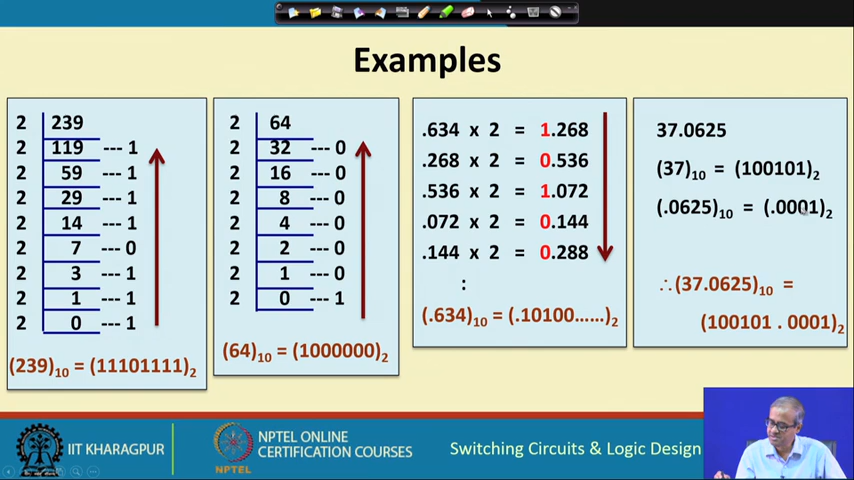 Examples
2 239
2 119 --- 1
2 59 --- 1
2 29 --- 1
2 14 --- 1
2 7 --- 0
2 3 --- 1
2 1 --- 1
2 0 --- 1
(239)₁₀ = (11101111)₂
2 64
2 32 --- 0
2 16 --- 0
2 8 --- 0
2 4 --- 0
2 2 --- 0
2 1 --- 0
2 0 --- 1
(64)₁₀ = (1000000)₂
.634 x 2 = 1.268
.268 x 2 = 0.536
.536 x 2 = 1.072
.072 x 2 = 0.144
.144 x 2 = 0.288
:
(.634)₁₀ = (.10100......)₂
37.0625
(37)₁₀ = (100101)₂
(.0625)₁₀ = (.0001)₂
∴(37.0625)₁₀ =
(100101 . 0001)₂
IIT KHARAGPUR
NPTEL
NPTEL ONLINE
CERTIFICATION COURSES
Switching Circuits & Logic Design